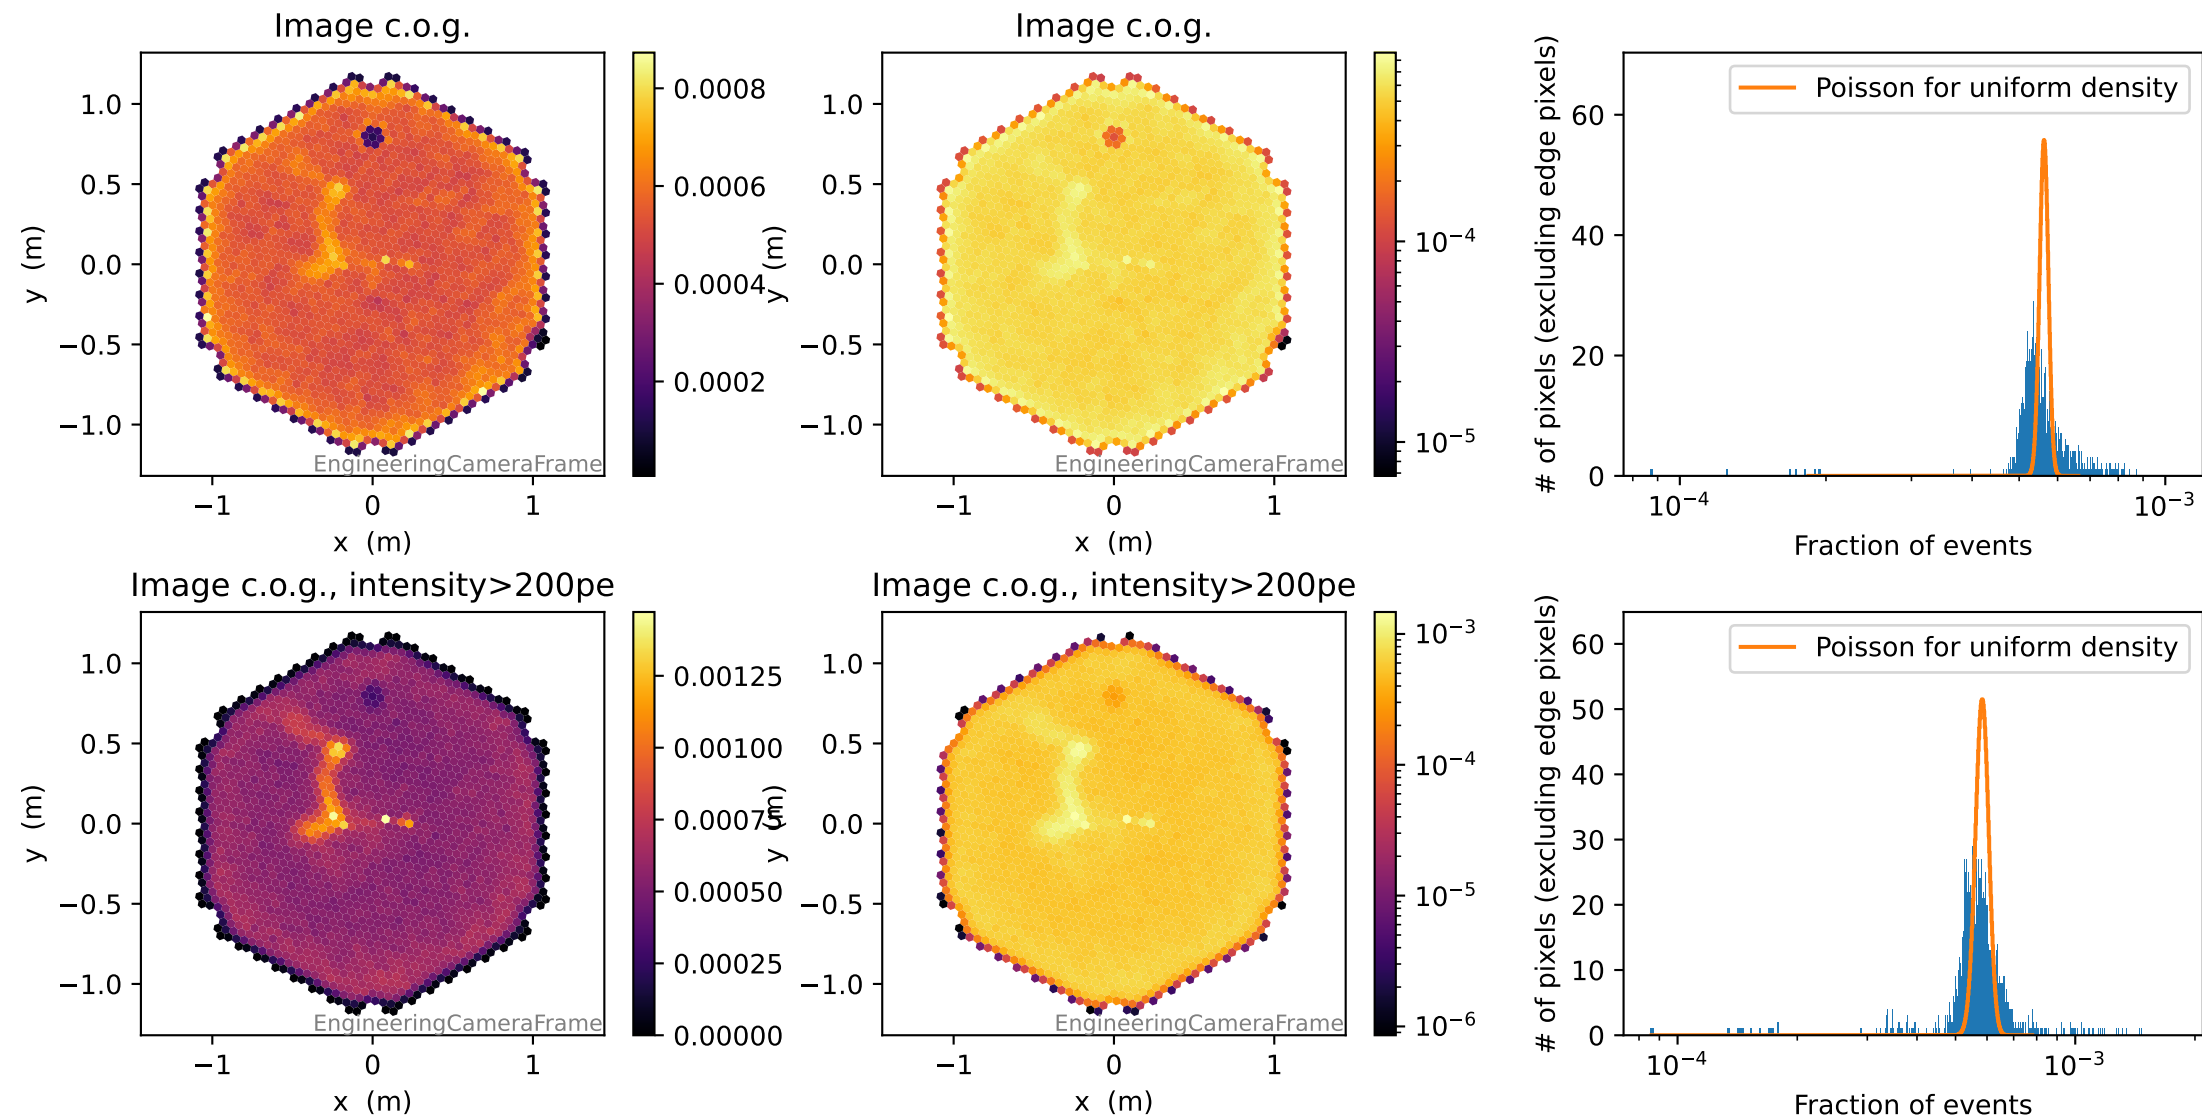 Image c.o.g.
1.0
0.5
0.0
−0.5
−1.0
y (m)
−1
0
1
x (m)
EngineeringCameraFrame
0.0008
0.0006
0.0004
0.0002
Image c.o.g.
1.0
0.5
0.0
−0.5
−1.0
y (m)
−1
0
1
x (m)
EngineeringCameraFrame
10⁻⁴
10⁻⁵
# of pixels (excluding edge pixels)
60
40
20
0
Poisson for uniform density
10⁻⁴
10⁻³
Fraction of events
Image c.o.g., intensity>200pe
1.0
0.5
0.0
−0.5
−1.0
y (m)
−1
0
1
x (m)
EngineeringCameraFrame
0.00125
0.00100
0.00075
0.00050
0.00025
0.00000
Image c.o.g., intensity>200pe
1.0
0.5
0.0
−0.5
−1.0
y (m)
−1
0
1
x (m)
EngineeringCameraFrame
10⁻³
10⁻⁴
10⁻⁵
10⁻⁶
# of pixels (excluding edge pixels)
60
50
40
30
20
10
0
Poisson for uniform density
10⁻⁴
10⁻³
Fraction of events